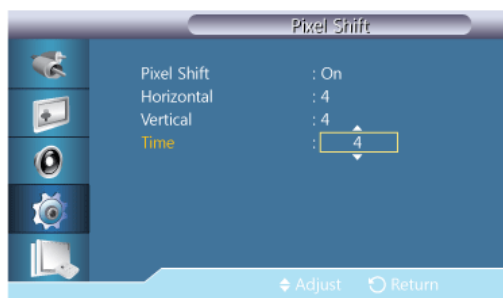 Pixel Shift
Pixel Shift : On
Horizontal : 4
Vertical : 4
Time : 4
Adjust Return